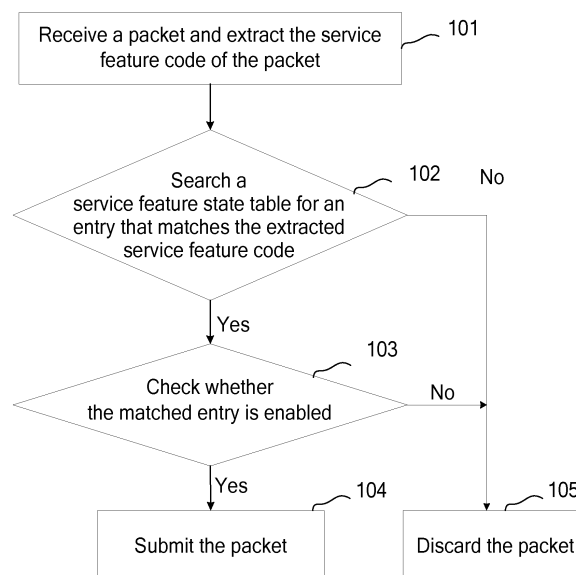 Receive a packet and extract the service
feature code of the packet
101
Search a
service feature state table for an
entry that matches the extracted
service feature code
102
No
Yes
103
Check whether
the matched entry is enabled
No
Yes
104
105
Submit the packet
Discard the packet